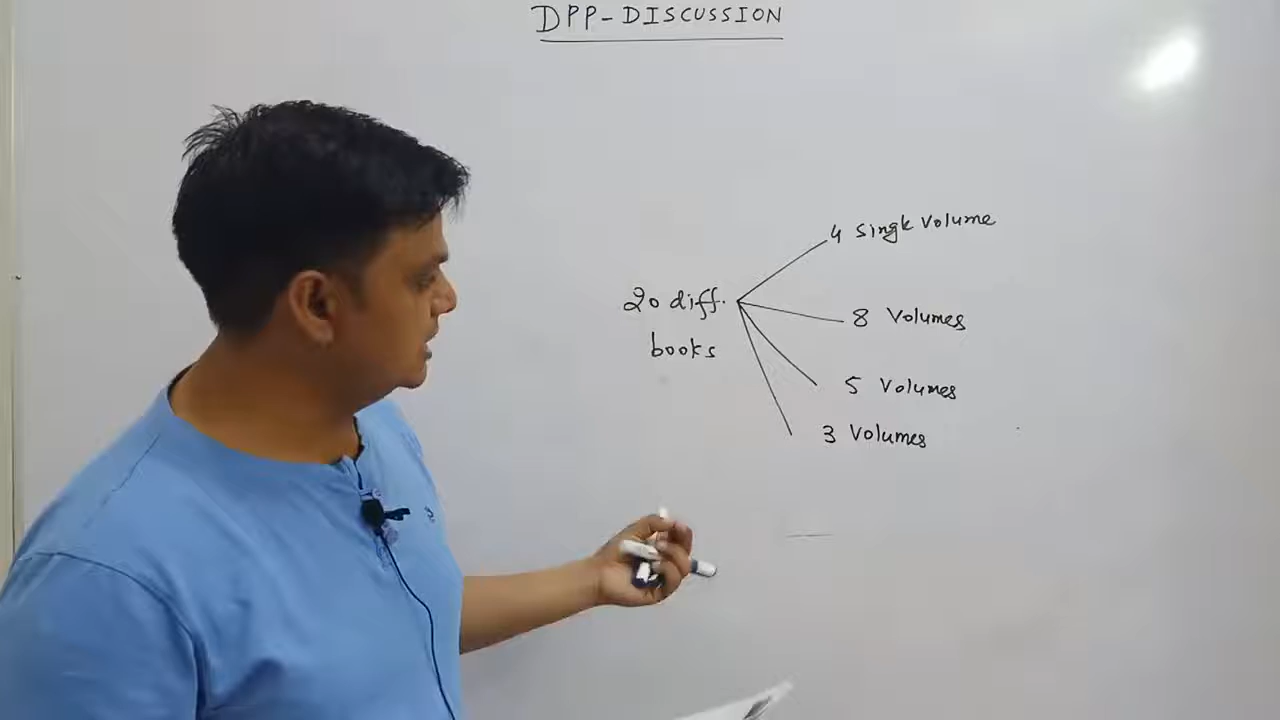 DPP-DISCUSSION
4 Single Volume
20 diff.
books
8 Volumes
5 Volumes
3 Volumes